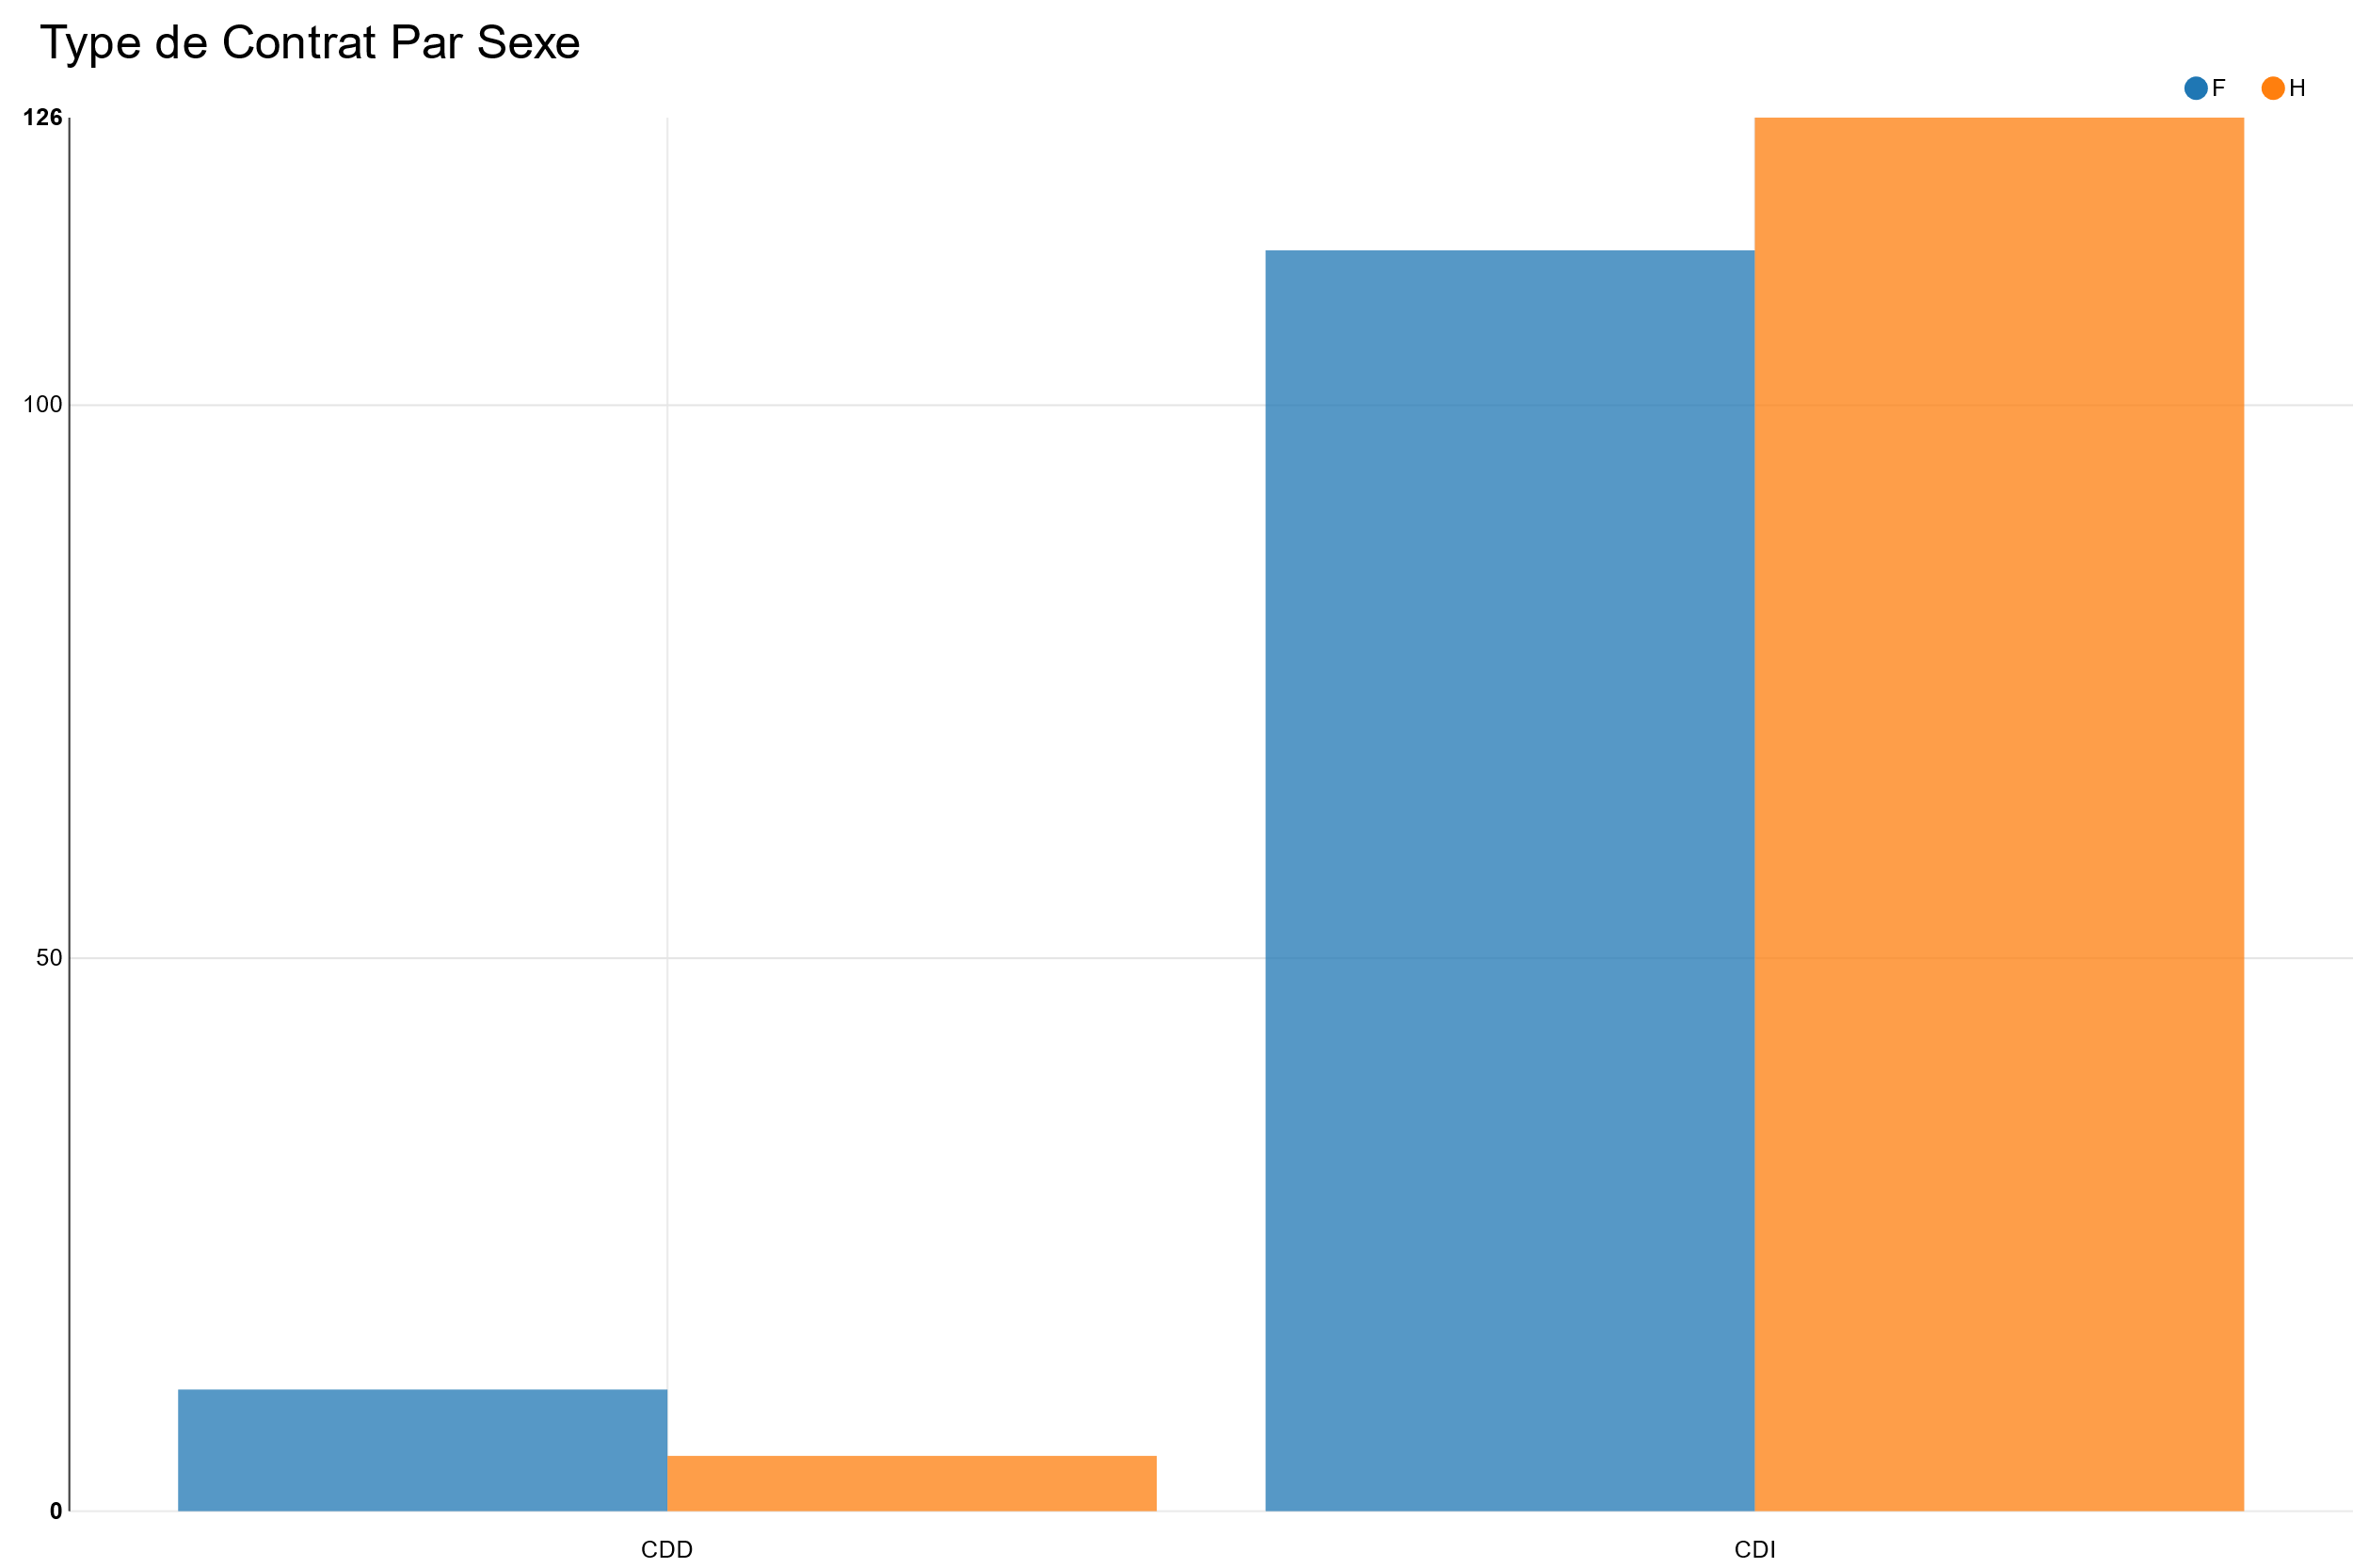 Type de Contrat Par Sexe
F H
126
100
50
0
CDD CDI